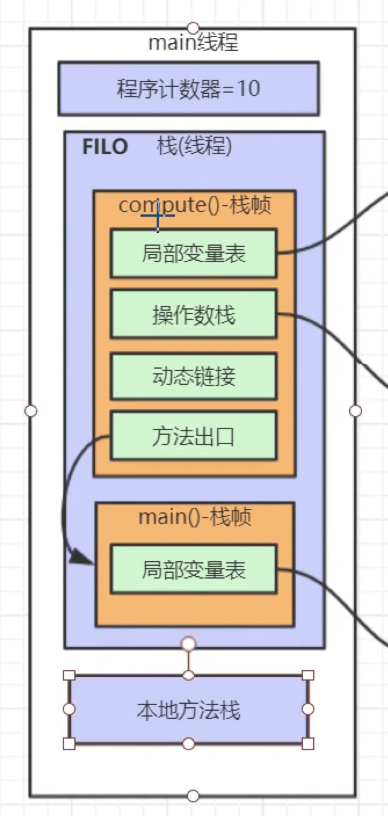 main线程
程序计数器=10
FILO 栈(线程)
compute()-栈帧
局部变量表
操作数栈
动态链接
方法出口
main()-栈帧
局部变量表
本地方法栈